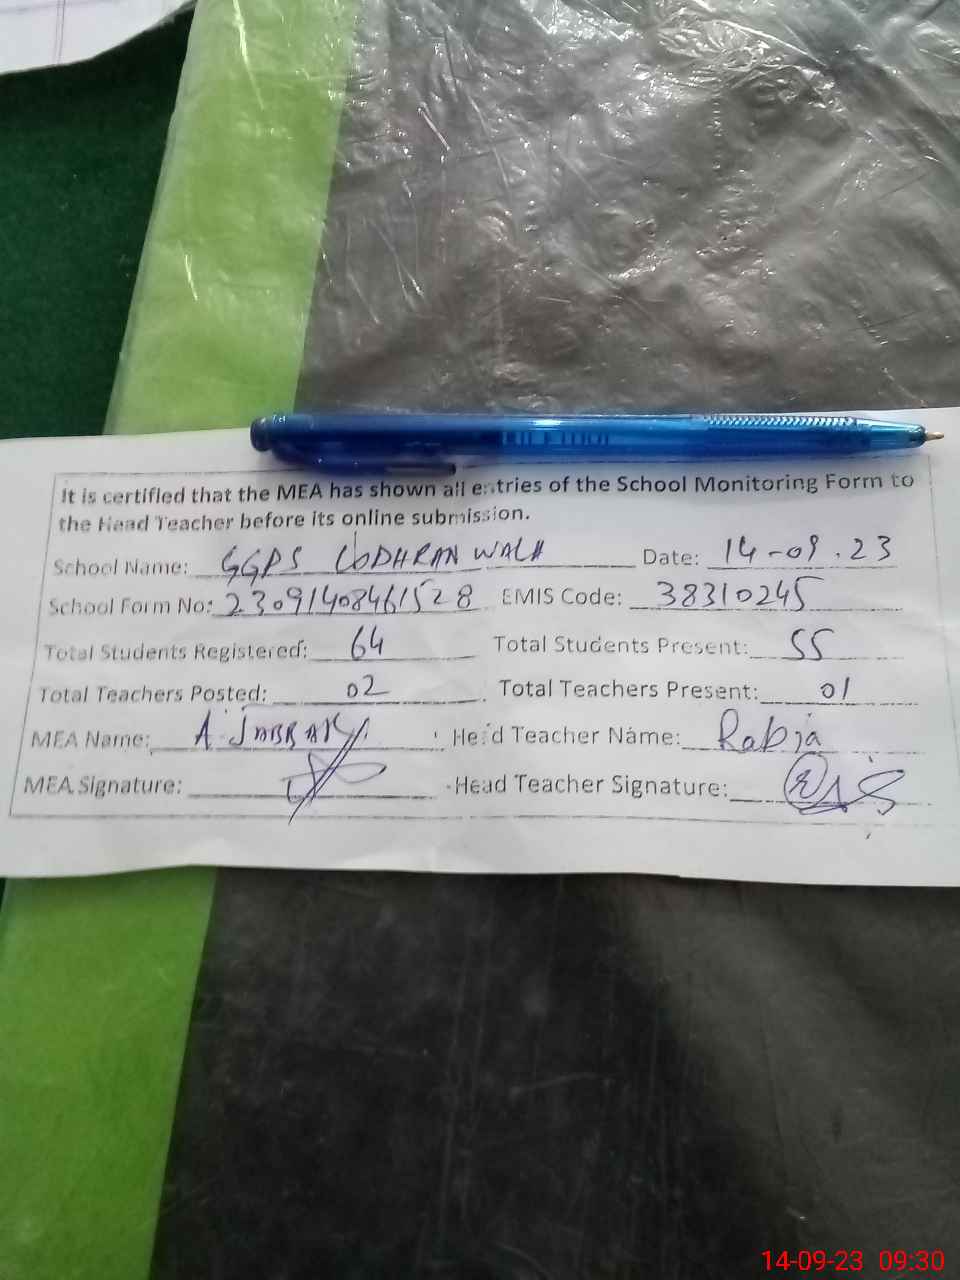 It is certified that the MEA has shown all entries of the School Monitoring Form to
the Head Teacher before its online submission.
School Name: GGPS LODHRAN WALA Date: 14-09.23
School Form No: 23091408461528 EMIS Code: 38310245
Total Students Registered: 64 Total Students Present: 55
Total Teachers Posted: 02 Total Teachers Present: 01
MEA Name: A. JABBAR Head Teacher Name: Rabia
MEA Signature: Head Teacher Signature:
14-09-23 09:30